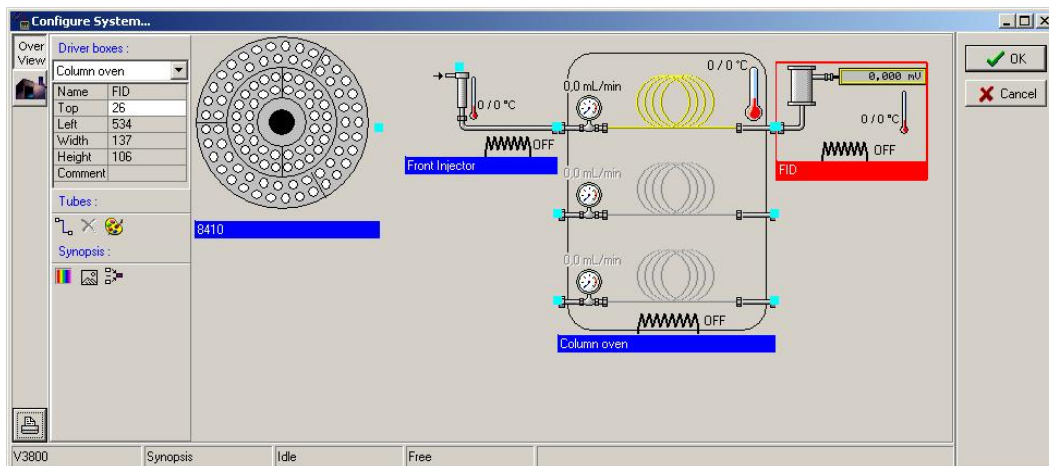 Configure System...
Over View
Driver boxes :
Column oven
Name FID
Top 26
Left 534
Width 137
Height 106
Comment
Tubes :
Synopsis :
8410
0 / 0 °C
OFF
Front Injector
0,0 mL/min
0 / 0 °C
0,0 mL/min
0,0 mL/min
OFF
Column oven
0,000 mV
0 / 0 °C
OFF
FID
OK
Cancel
V3800 Synopsis Idle Free